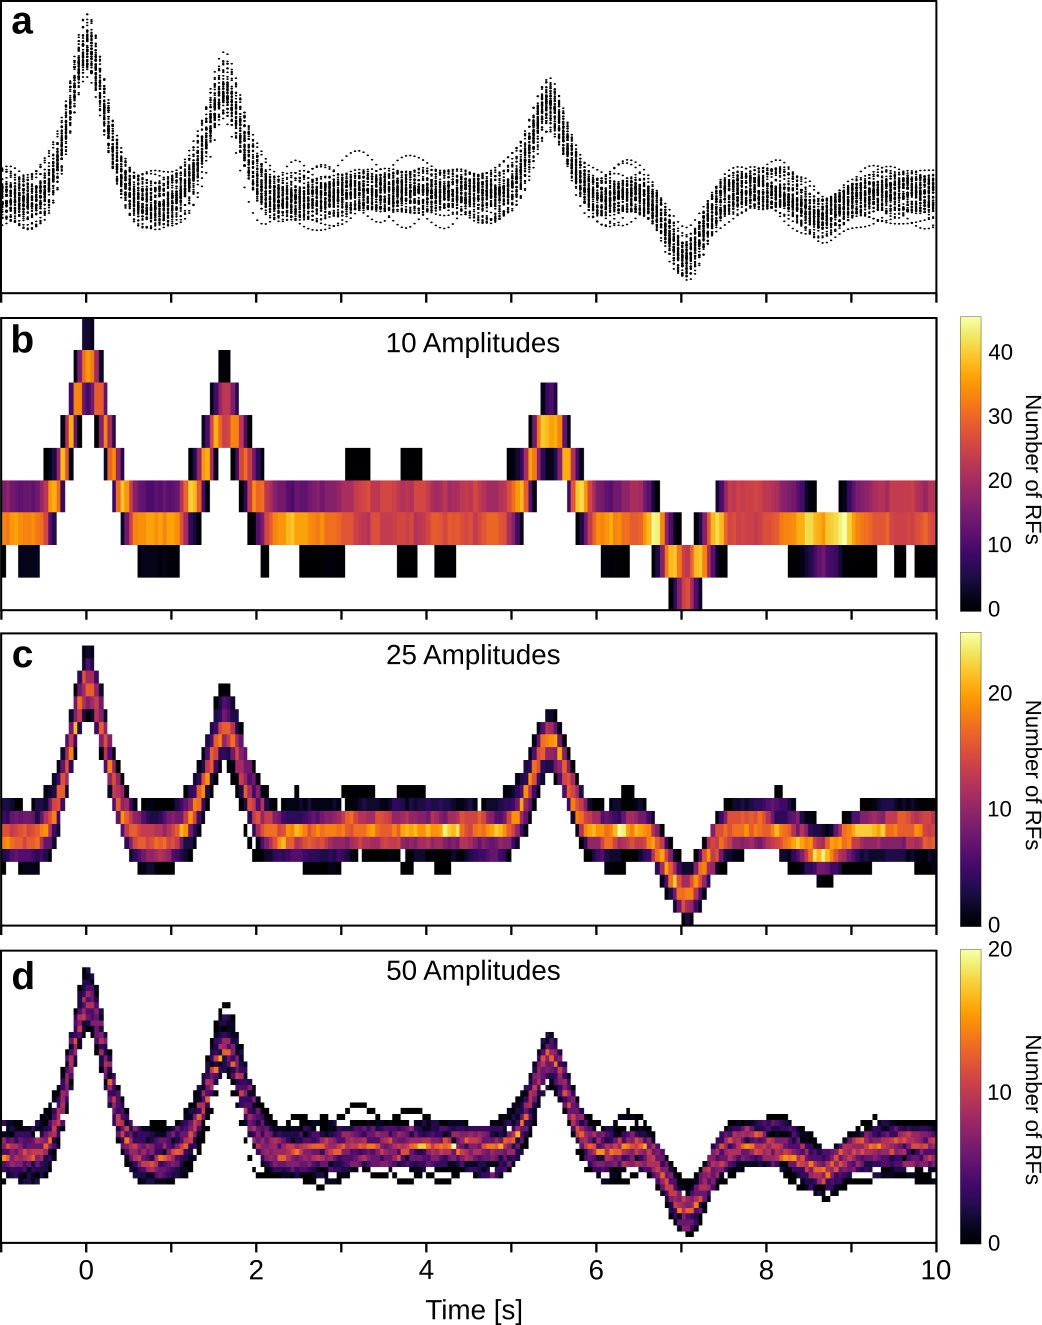 a
b
10 Amplitudes
40
30
20
10
0
Number of RFs
c
25 Amplitudes
20
10
0
Number of RFs
d
50 Amplitudes
20
10
0
Number of RFs
0 2 4 6 8 10
Time [s]